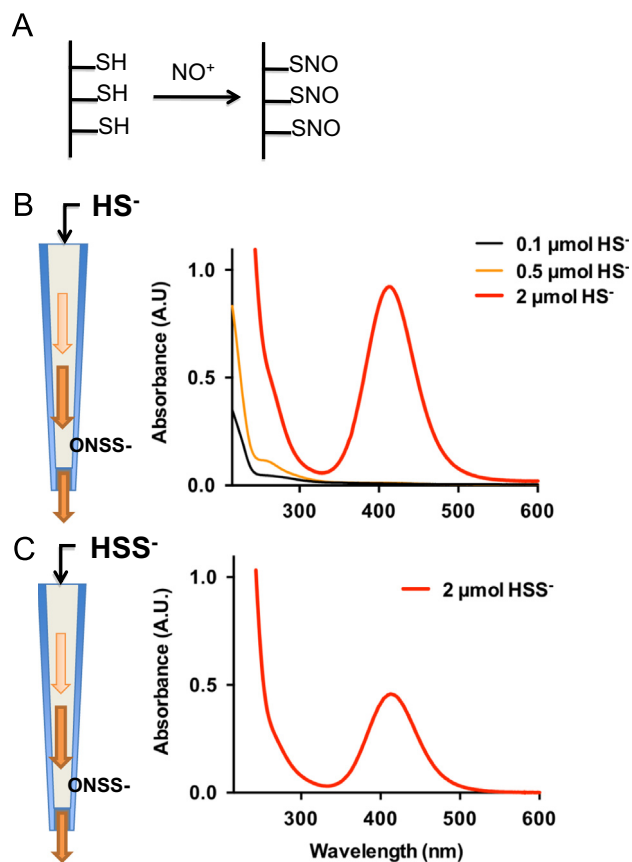 A
SH
SH
SH
NO⁺
SNO
SNO
SNO
B
HS⁻
ONSS-
Absorbance (A.U)
1.0
0.5
0.0
300 400 500 600
0.1 µmol HS⁻
0.5 µmol HS⁻
2 µmol HS⁻
C
HSS⁻
ONSS-
Absorbance (A.U.)
1.0
0.5
0.0
300 400 500 600
Wavelength (nm)
2 µmol HSS⁻